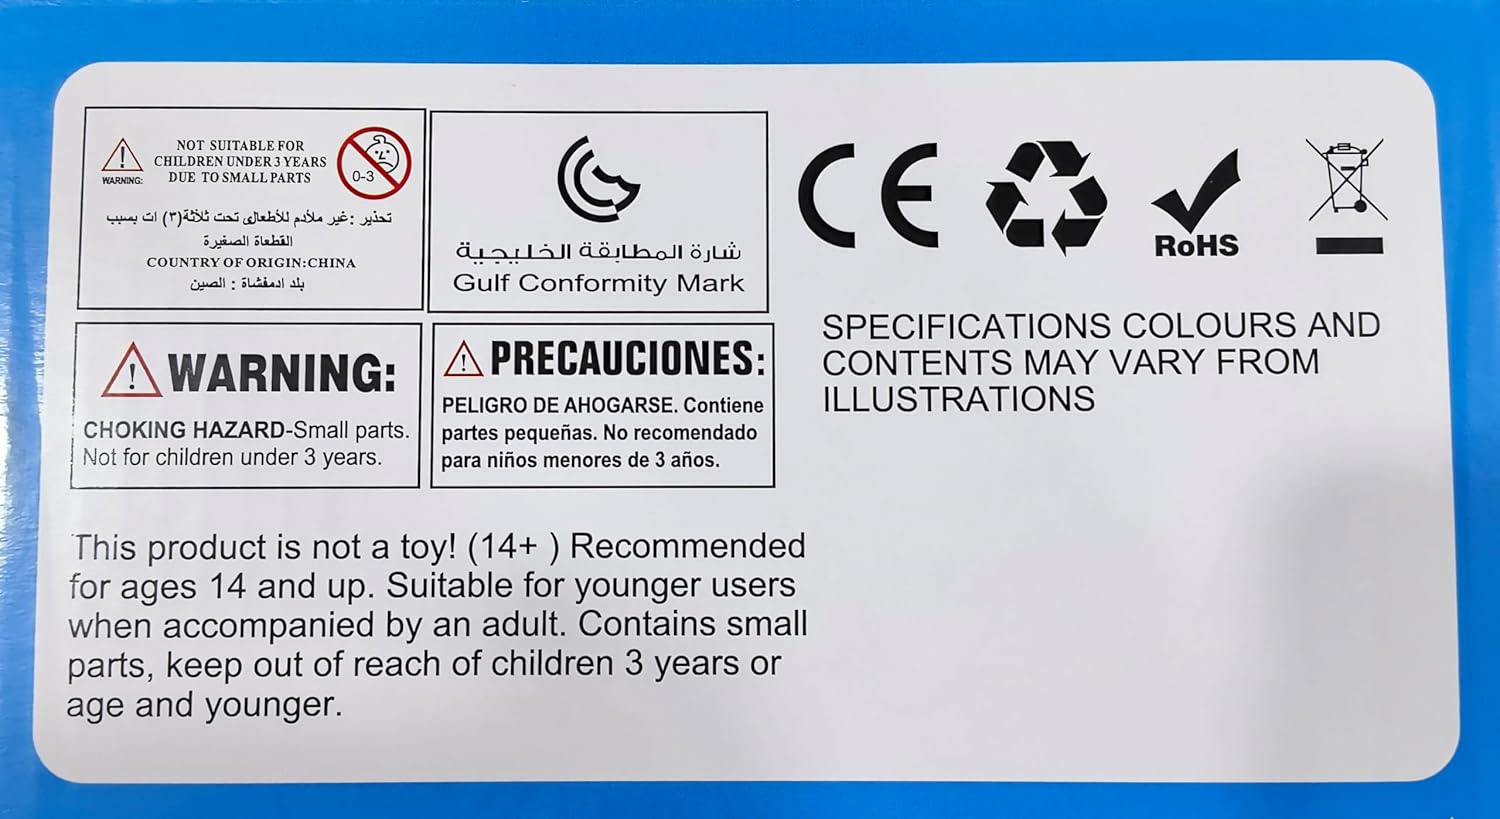 NOT SUITABLE FOR
CHILDREN UNDER 3 YEARS
DUE TO SMALL PARTS
WARNING:
0-3
تحذير :غير ملأدم للأطعالى تحت ثلاثة(٣) ات بسبب
القطعاة الصغيرة
COUNTRY OF ORIGIN:CHINA
بلد ادمفشاة : الصين
شارة المطابقة الخليجية
Gulf Conformity Mark
WARNING:
CHOKING HAZARD-Small parts.
Not for children under 3 years.
PRECAUCIONES:
PELIGRO DE AHOGARSE. Contiene
partes pequeñas. No recomendado
para niños menores de 3 años.
CE
RoHS
SPECIFICATIONS COLOURS AND
CONTENTS MAY VARY FROM
ILLUSTRATIONS
This product is not a toy! (14+ ) Recommended
for ages 14 and up. Suitable for younger users
when accompanied by an adult. Contains small
parts, keep out of reach of children 3 years or
age and younger.